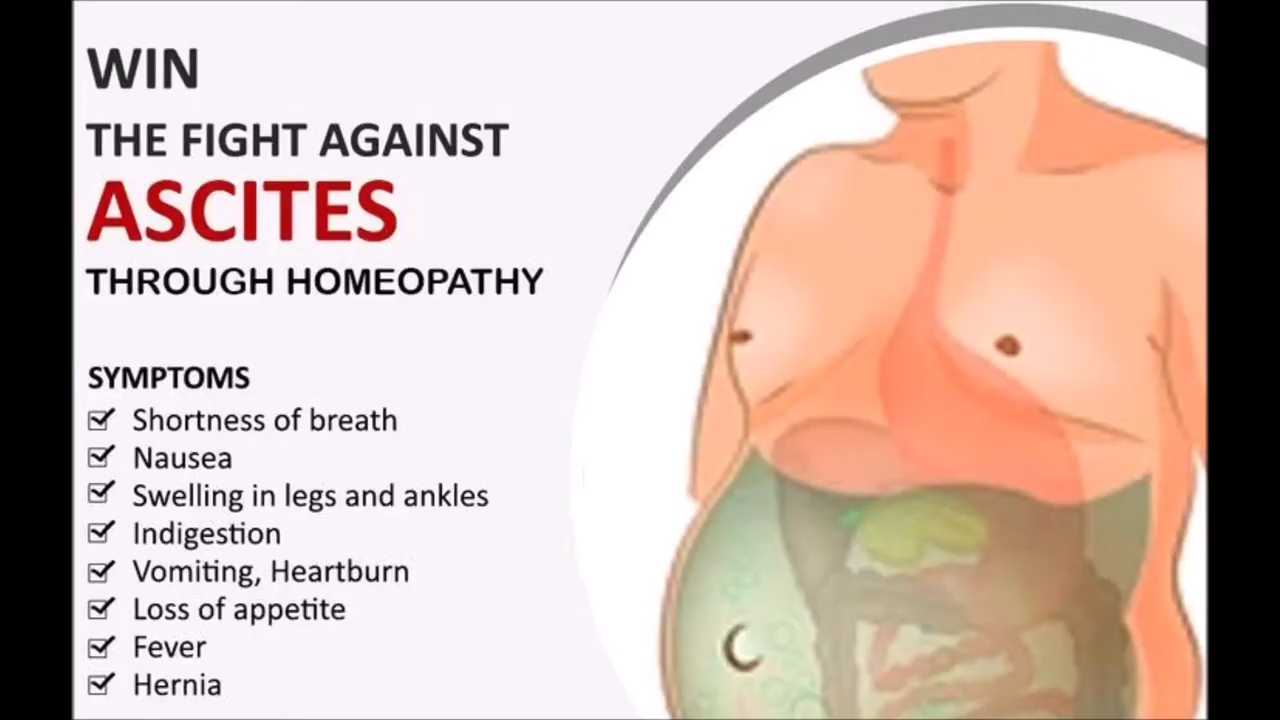 WIN
THE FIGHT AGAINST
ASCITES
THROUGH HOMEOPATHY
SYMPTOMS
Shortness of breath
Nausea
Swelling in legs and ankles
Indigestion
Vomiting, Heartburn
Loss of appetite
Fever
Hernia